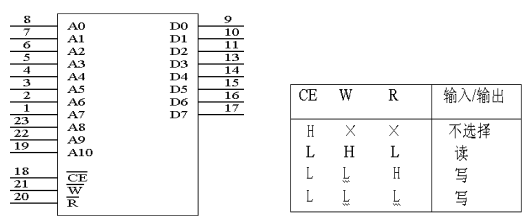 8 A0 D0 9
7 A1 D1 10
6 A2 D2 11
5 A3 D3 13
4 A4 D4 14
3 A5 D5 15
2 A6 D6 16
1 A7 D7 17
23 A8
22 A9
19 A10
18 CE
21 W
20 R
CE W R 输入/输出
H × × 不选择
L H L 读
L L H 写
L L L 写